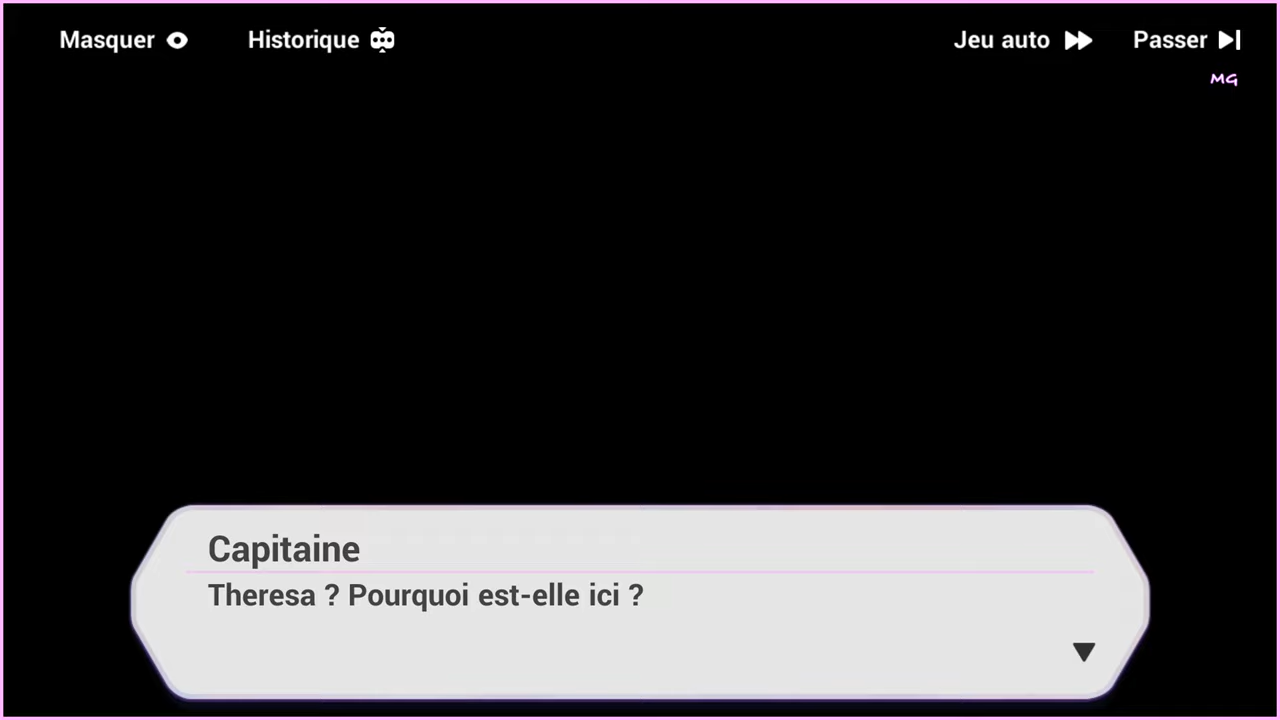 Masquer
Historique
Jeu auto
Passer
MG
Capitaine
Theresa ? Pourquoi est-elle ici ?